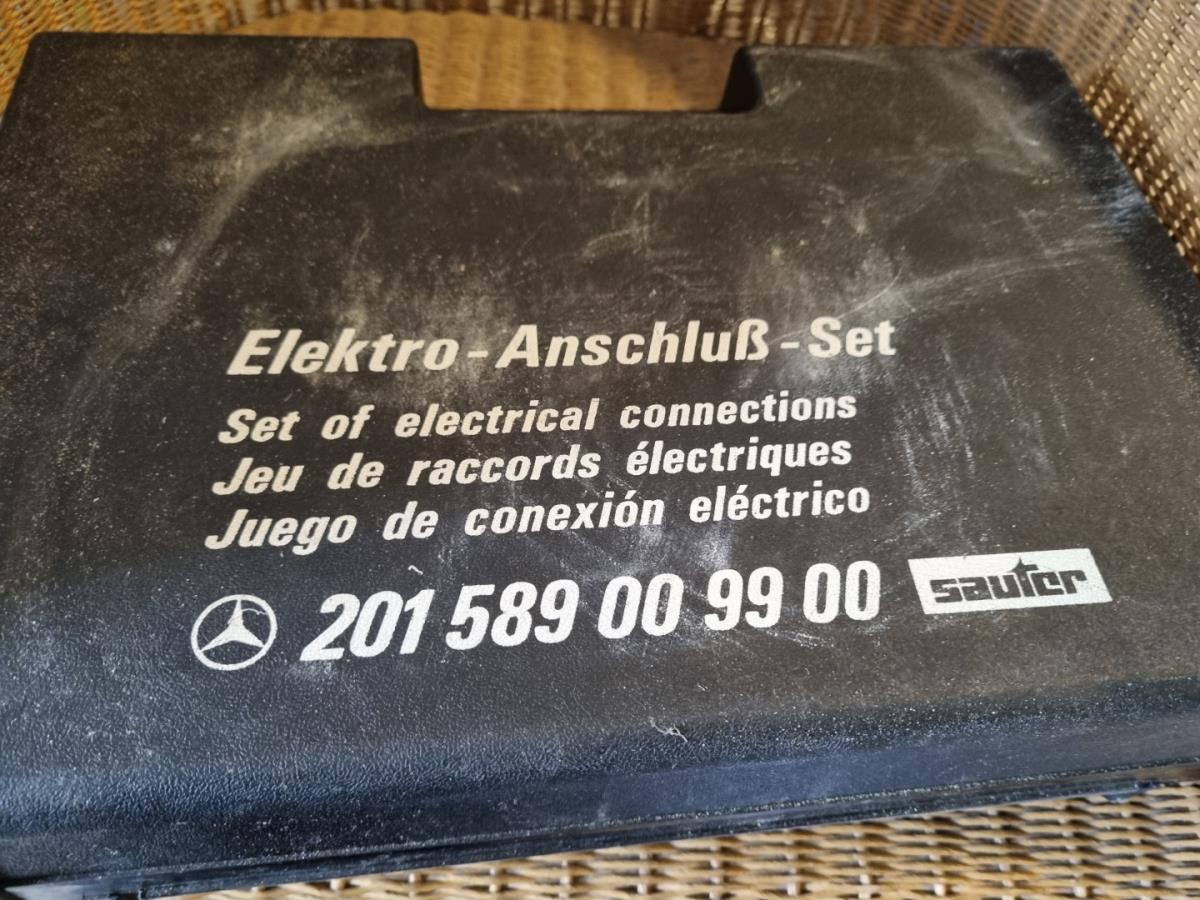 Elektro-Anschluß-Set
Set of electrical connections
Jeu de raccords électriques
Juego de conexión eléctrico
201 589 00 99 00 sauter